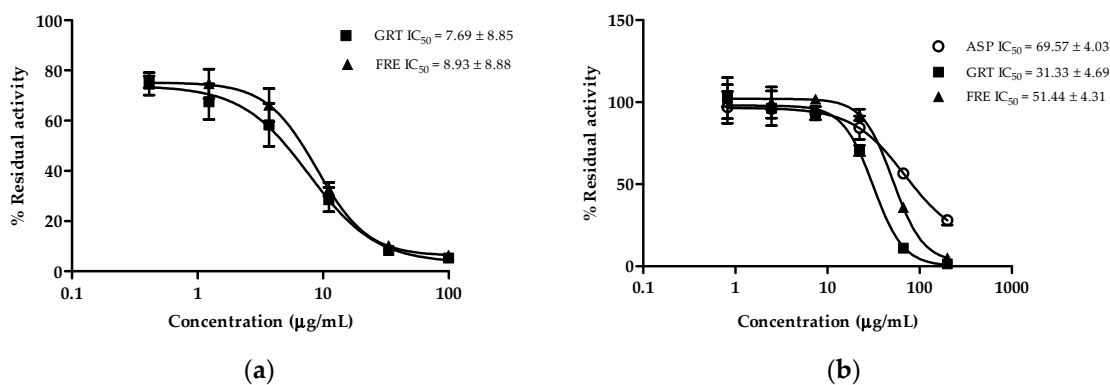 100
80
60
40
20
0
% Residual activity
0.1 1 10 100
Concentration (µg/mL)
GRT IC50 = 7.69 ± 8.85
FRE IC50 = 8.93 ± 8.88
(a)
150
100
50
0
% Residual activity
0.1 1 10 100 1000
Concentration (µg/mL)
ASP IC50 = 69.57 ± 4.03
GRT IC50 = 31.33 ± 4.69
FRE IC50 = 51.44 ± 4.31
(b)